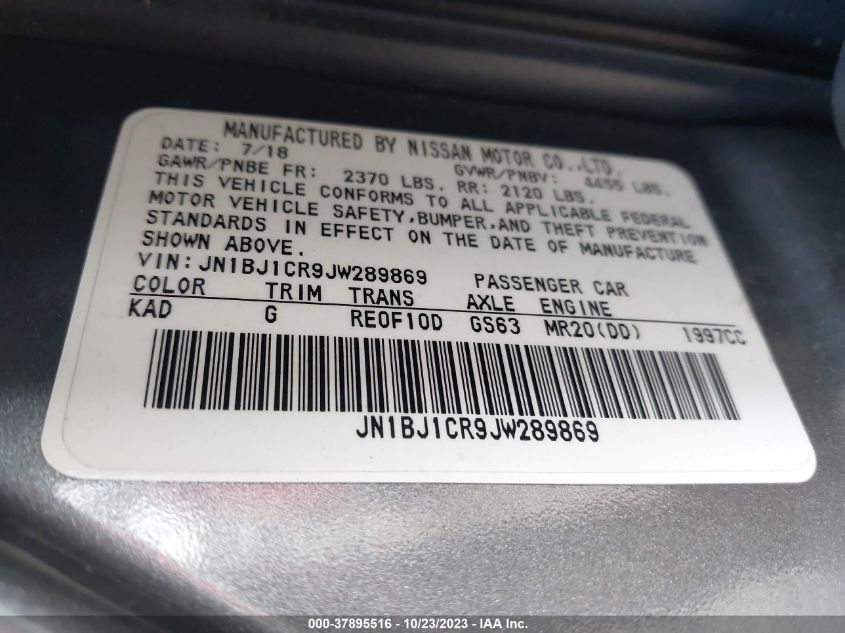 MANUFACTURED BY NISSAN MOTOR CO.,LTD.
DATE: 7/18 GVWR/PNBV: 4455 LBS.
GAWR/PNBE FR: 2370 LBS. RR: 2120 LBS.
THIS VEHICLE CONFORMS TO ALL APPLICABLE FEDERAL
MOTOR VEHICLE SAFETY,BUMPER,AND THEFT PREVENTION
STANDARDS IN EFFECT ON THE DATE OF MANUFACTURE
SHOWN ABOVE.
VIN:JN1BJ1CR9JW289869 PASSENGER CAR
COLOR TRIM TRANS AXLE ENGINE
KAD G RE0F10D GS63 MR20(DD) 1997CC
JN1BJ1CR9JW289869
000-37895516 - 10/23/2023 - IAA Inc.